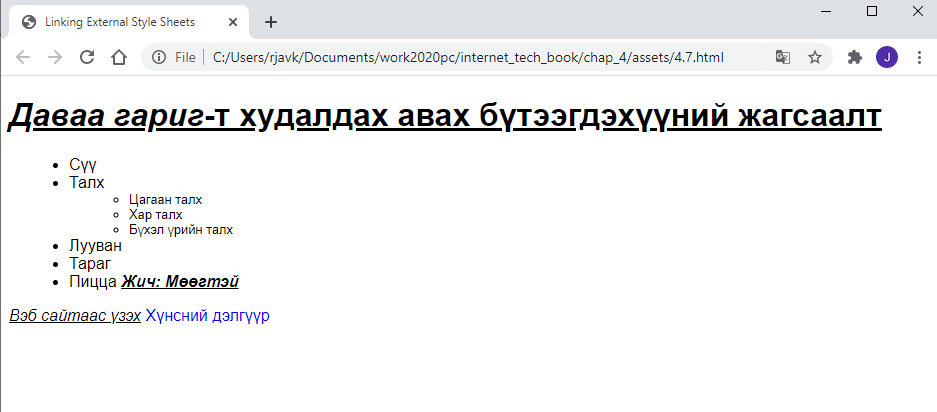 Linking External Style Sheets
File C:/Users/rjavk/Documents/work2020pc/internet_tech_book/chap_4/assets/4.7.html
J
Даваа гариг-т худалдах авах бүтээгдэхүүний жагсаалт
Сүү
Талх
Цагаан талх
Хар талх
Бүхэл үрийн талх
Лууван
Тараг
Пицца Жич: Мөөгтэй
Вэб сайтаас үзэх Хүнсний дэлгүүр